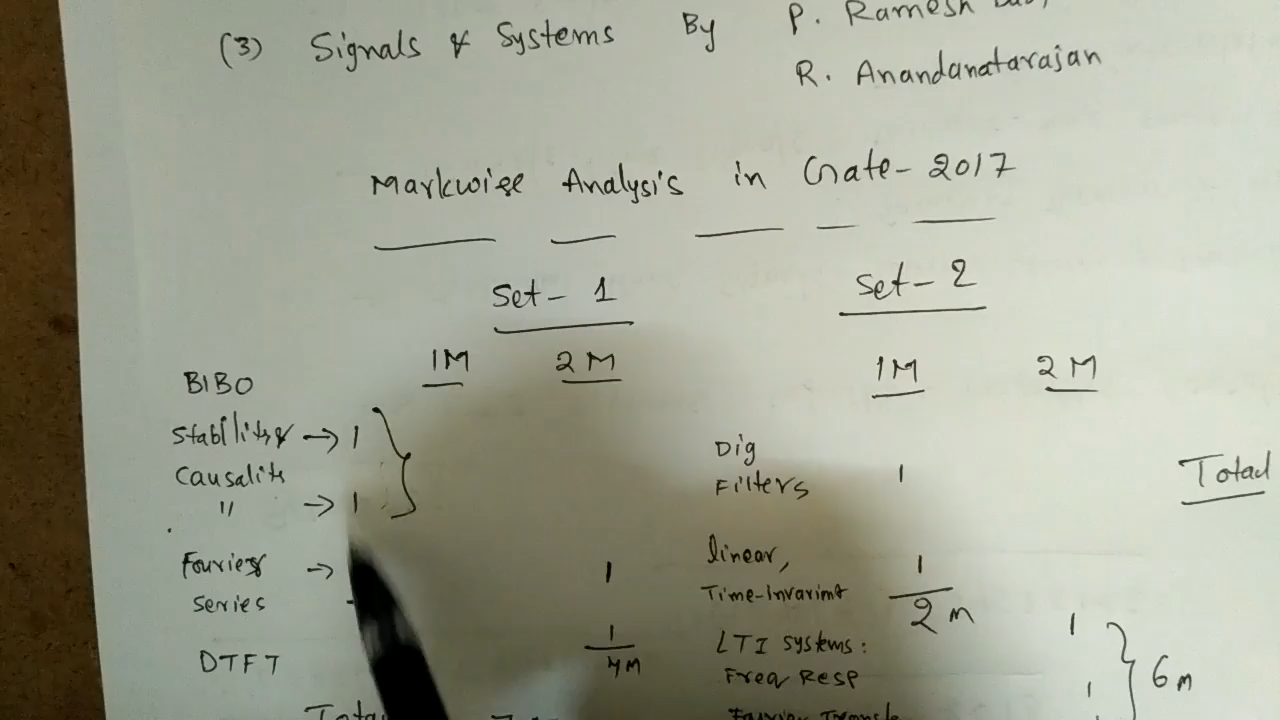 (3) Signals & Systems By P. Ramesh
R. Anandanatarajan
Markwise Analysis in Gate- 2017
Set- 1 Set- 2
1M 2M 1M 2M
BIBO
Stability & → 1
Causality
" → 1
Dig
Filters 1
Total
Fourier → 1
Series
linear,
Time-Invarint 1
2m
DTFT 1
4M
LTI systems: 1
Freq Resp 1
6m